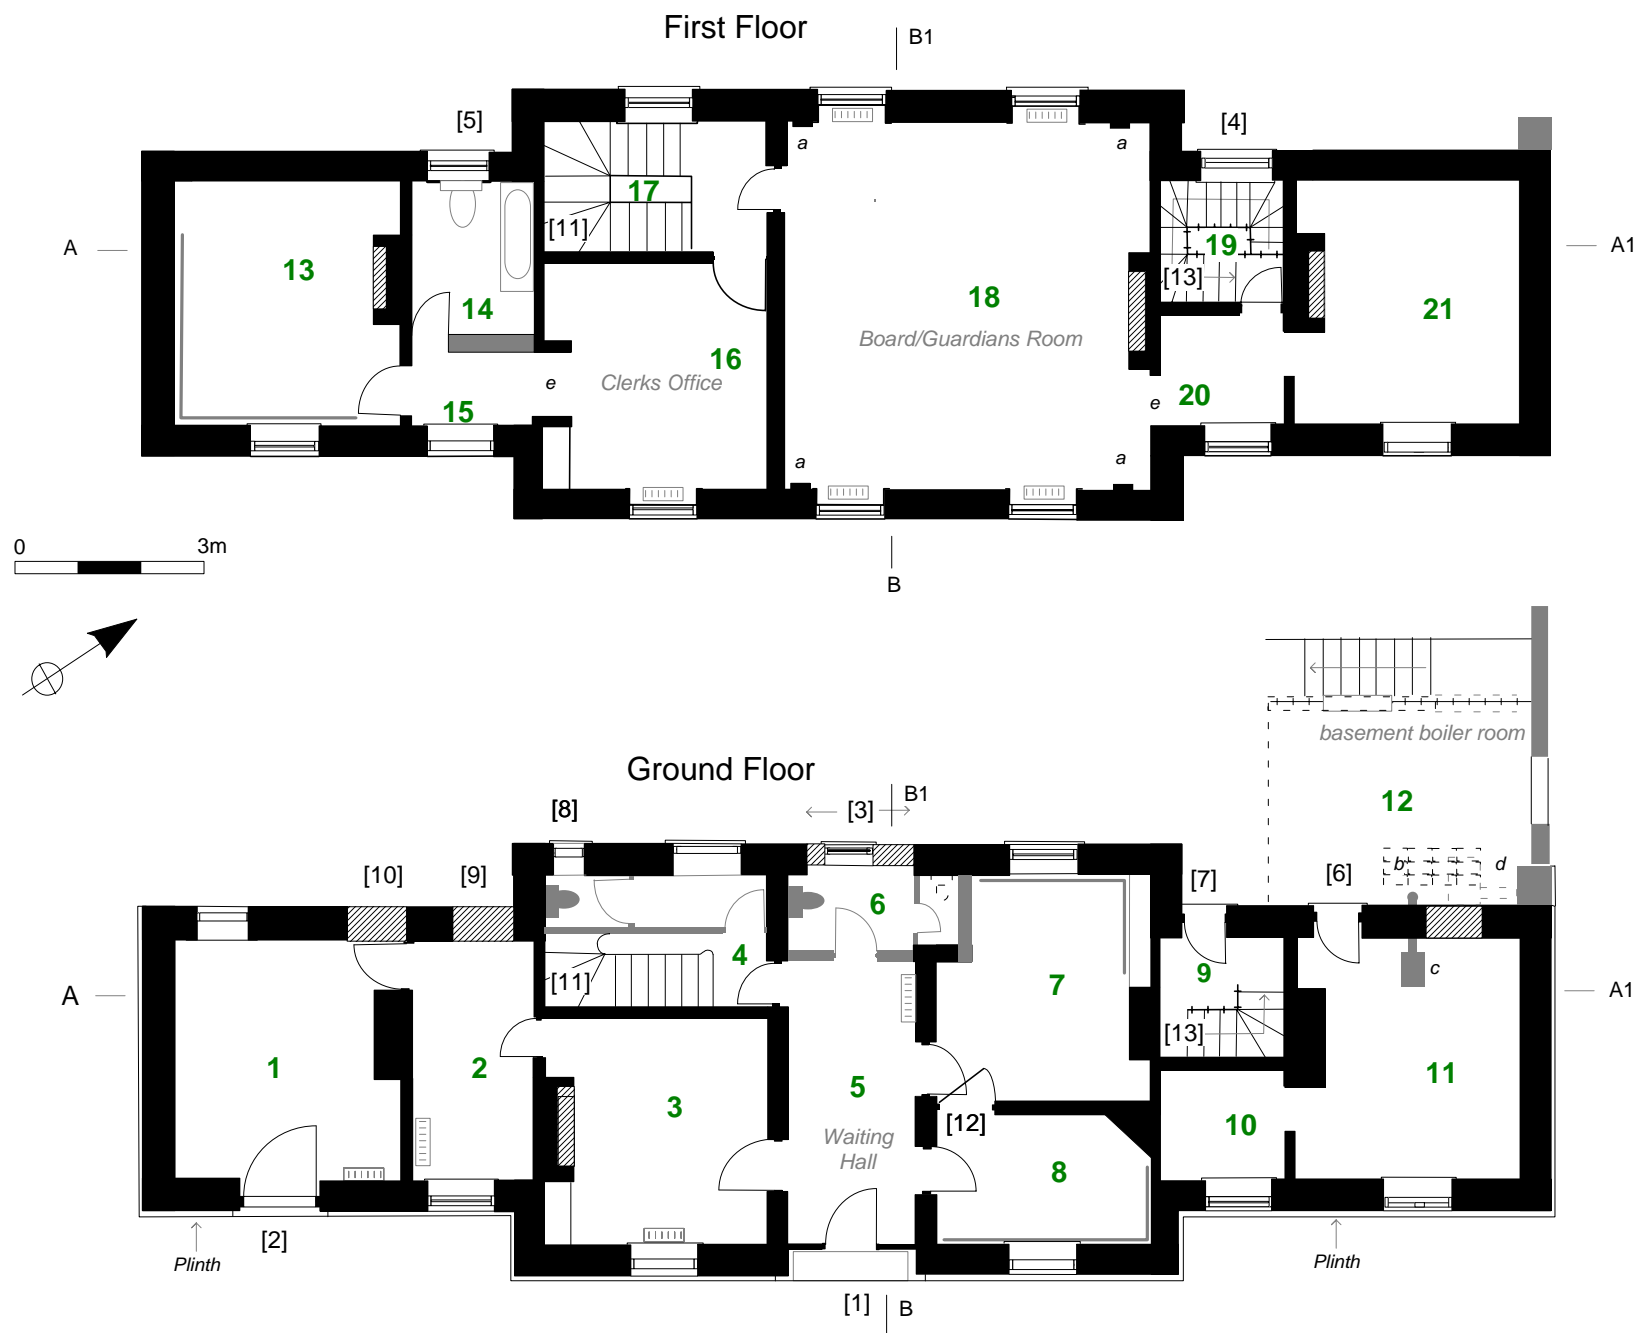 First Floor
B1
[5]
[4]
a
a
17
[11]
A
13
19
A1
[13]
14
18
21
Board/Guardians Room
16
e
Clerks Office
20
e
15
a
a
0
3m
B
basement boiler room
Ground Floor
12
[8]
[3]
B1
[10]
[9]
b
d
[6]
[7]
6
4
9
c
[11]
7
A
A1
[13]
1
2
5
11
3
[12]
10
Waiting
Hall
8
[2]
Plinth
Plinth
[1]
B